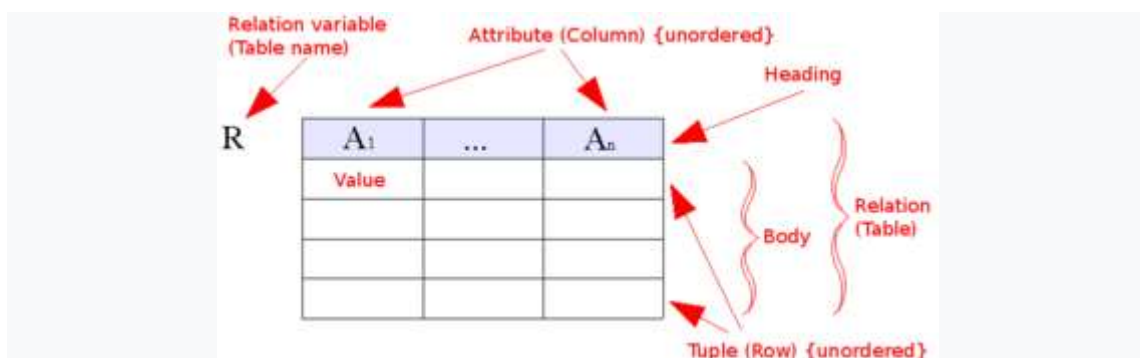 Relation variable
(Table name)
Attribute (Column) {unordered}
Heading
R
A1
...
An
Value
Body
Relation
(Table)
Tuple (Row) {unordered}